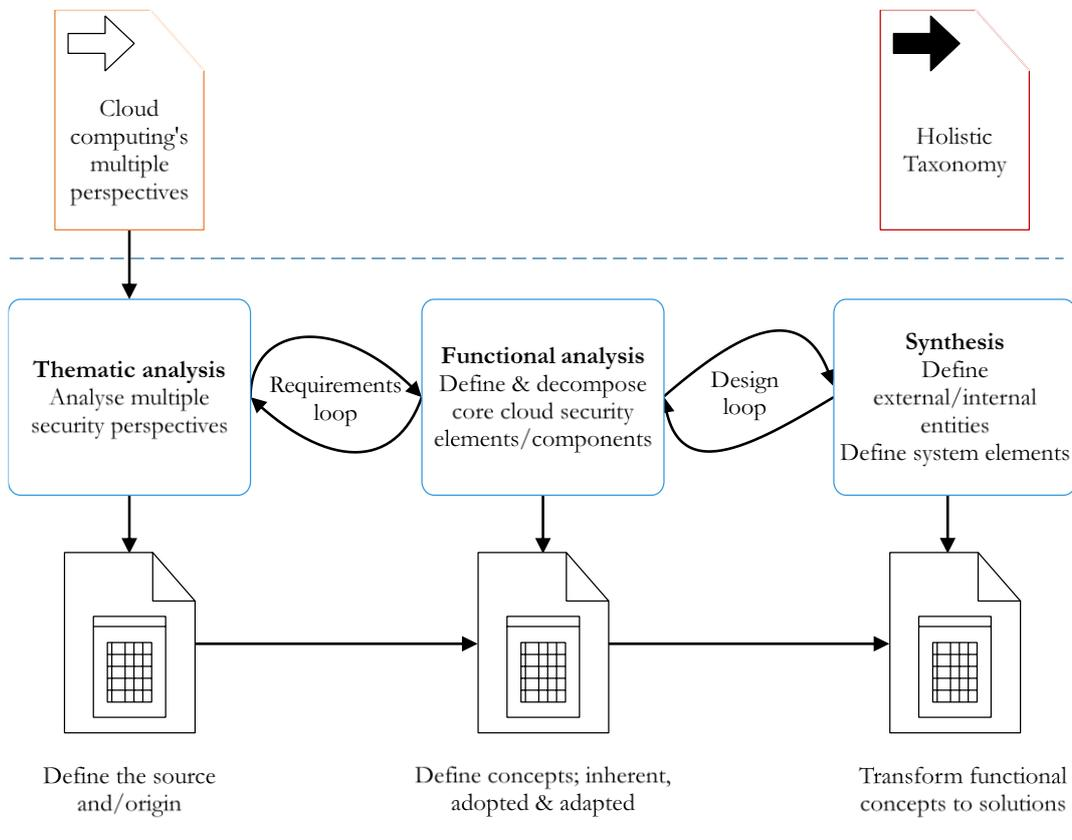 Cloud
computing's
multiple
perspectives
Holistic
Taxonomy
Thematic analysis
Analyse multiple
security perspectives
Requirements
loop
Functional analysis
Define & decompose
core cloud security
elements/components
Design
loop
Synthesis
Define
external/internal
entities
Define system elements
Define the source
and/origin
Define concepts; inherent,
adopted & adapted
Transform functional
concepts to solutions